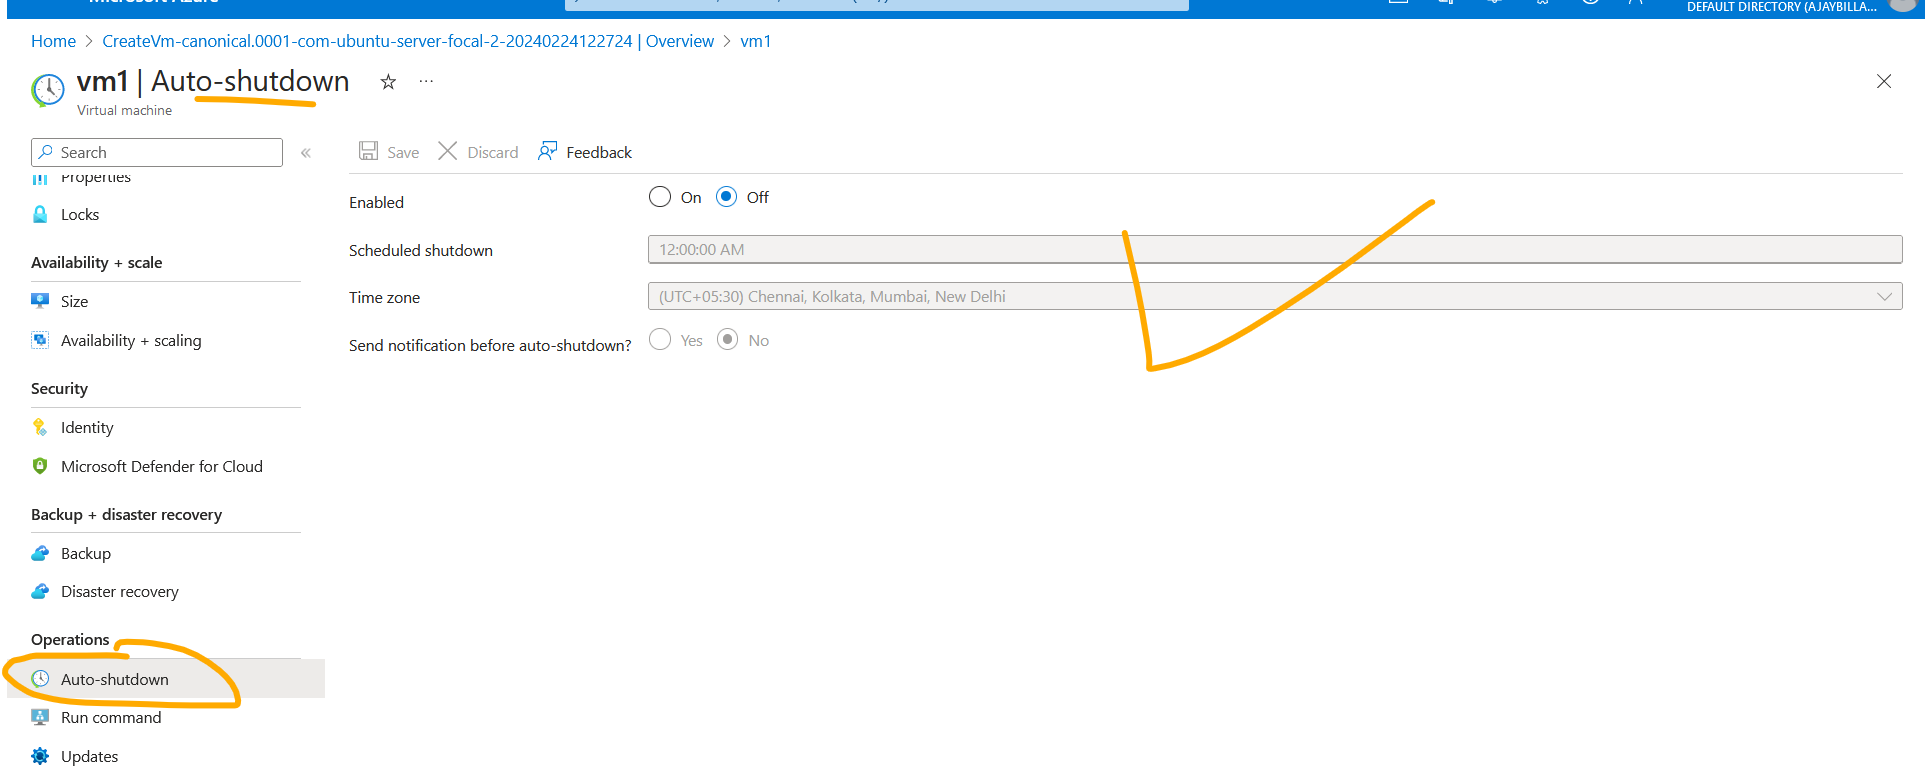 DEFAULT DIRECTORY (AJAYBILLA...
Home > CreateVm-canonical.0001-com-ubuntu-server-focal-2-20240224122724 | Overview > vm1
vm1 | Auto-shutdown
Virtual machine
Search
Save Discard Feedback
Properties
Locks
Availability + scale
Size
Availability + scaling
Security
Identity
Microsoft Defender for Cloud
Backup + disaster recovery
Backup
Disaster recovery
Operations
Auto-shutdown
Run command
Updates
Enabled On Off
Scheduled shutdown 12:00:00 AM
Time zone (UTC+05:30) Chennai, Kolkata, Mumbai, New Delhi
Send notification before auto-shutdown? Yes No